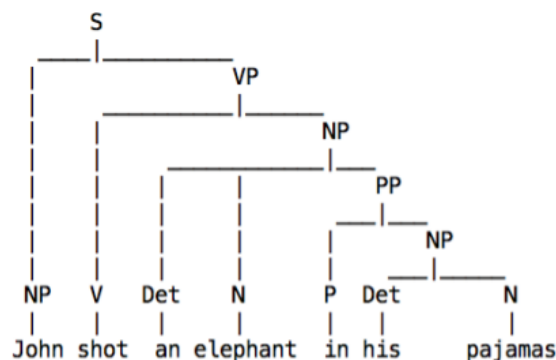 S
VP
NP
PP
NP
NP V Det N P Det N
John shot an elephant in his pajamas